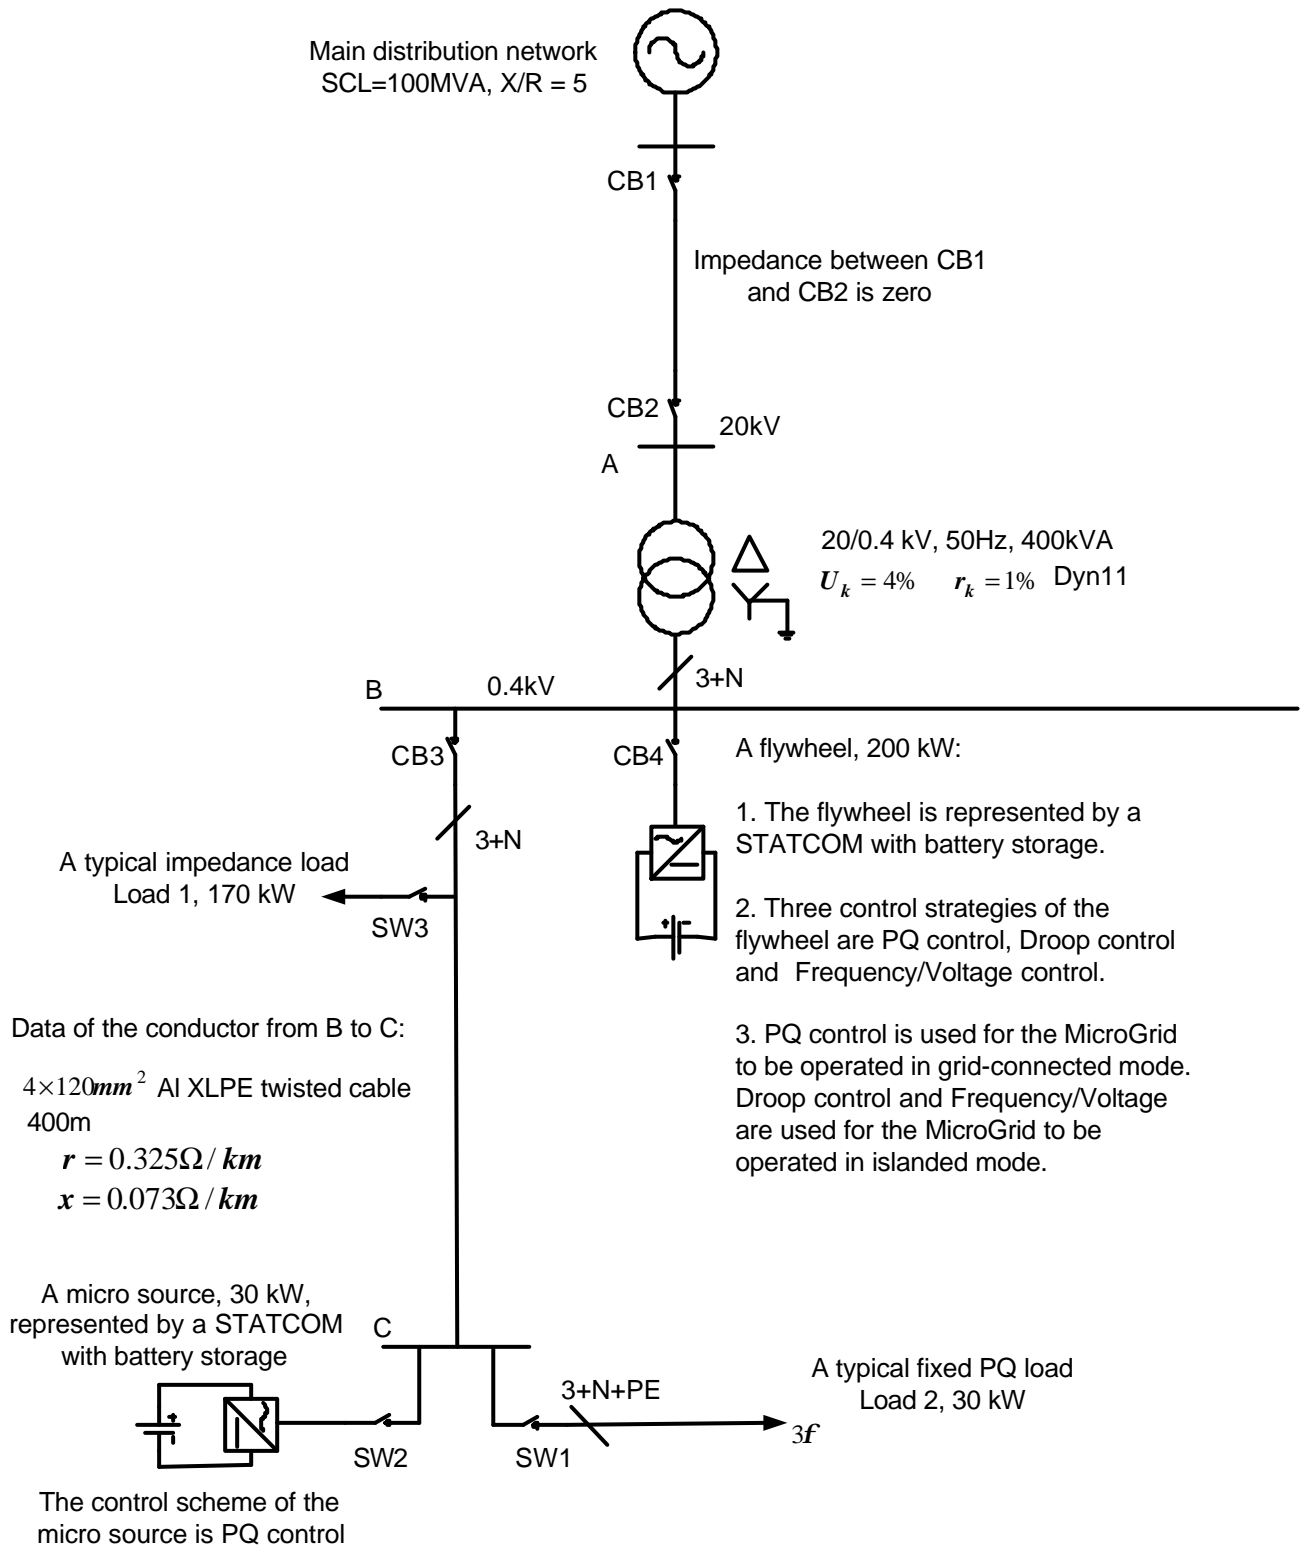 Main distribution network
SCL=100MVA, X/R = 5
CB1
Impedance between CB1
and CB2 is zero
CB2
20kV
A
20/0.4 kV, 50Hz, 400kVA
U_k = 4% r_k = 1% Dyn11
3+N
B
0.4kV
CB3
CB4
A flywheel, 200 kW:
1. The flywheel is represented by a
STATCOM with battery storage.
2. Three control strategies of the
flywheel are PQ control, Droop control
and Frequency/Voltage control.
3. PQ control is used for the MicroGrid
to be operated in grid-connected mode.
Droop control and Frequency/Voltage
are used for the MicroGrid to be
operated in islanded mode.
3+N
A typical impedance load
Load 1, 170 kW
SW3
Data of the conductor from B to C:
4×120mm² Al XLPE twisted cable
400m
r = 0.325Ω / km
x = 0.073Ω / km
A micro source, 30 kW,
represented by a STATCOM
with battery storage
C
3+N+PE
A typical fixed PQ load
Load 2, 30 kW
3f
SW2
SW1
The control scheme of the
micro source is PQ control